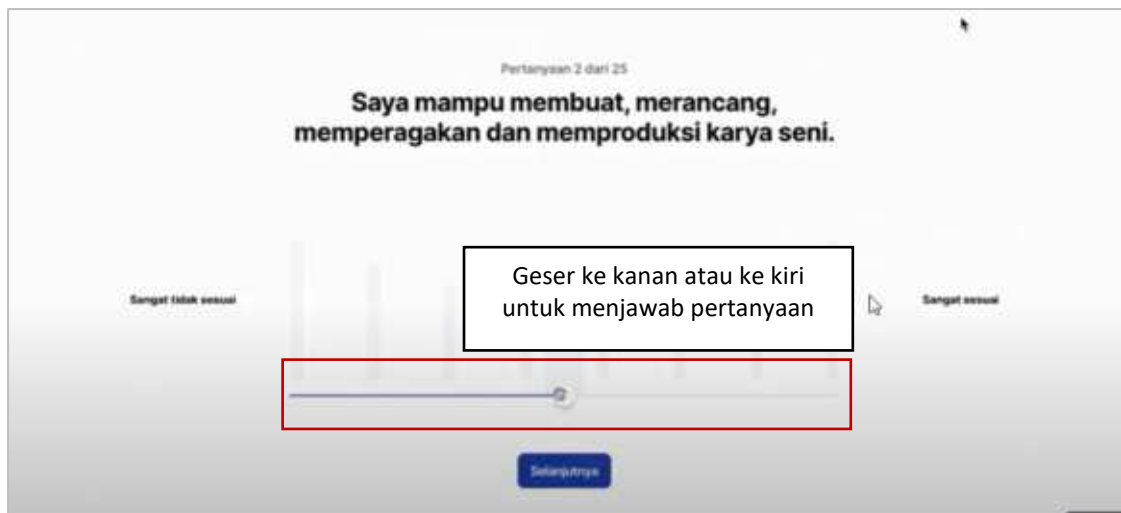 Pertanyaan 2 dari 25
Saya mampu membuat, merancang,
memperagakan dan memproduksi karya seni.
Geser ke kanan atau ke kiri
untuk menjawab pertanyaan
Sangat tidak sesuai
Sangat sesuai
Selanjutnya